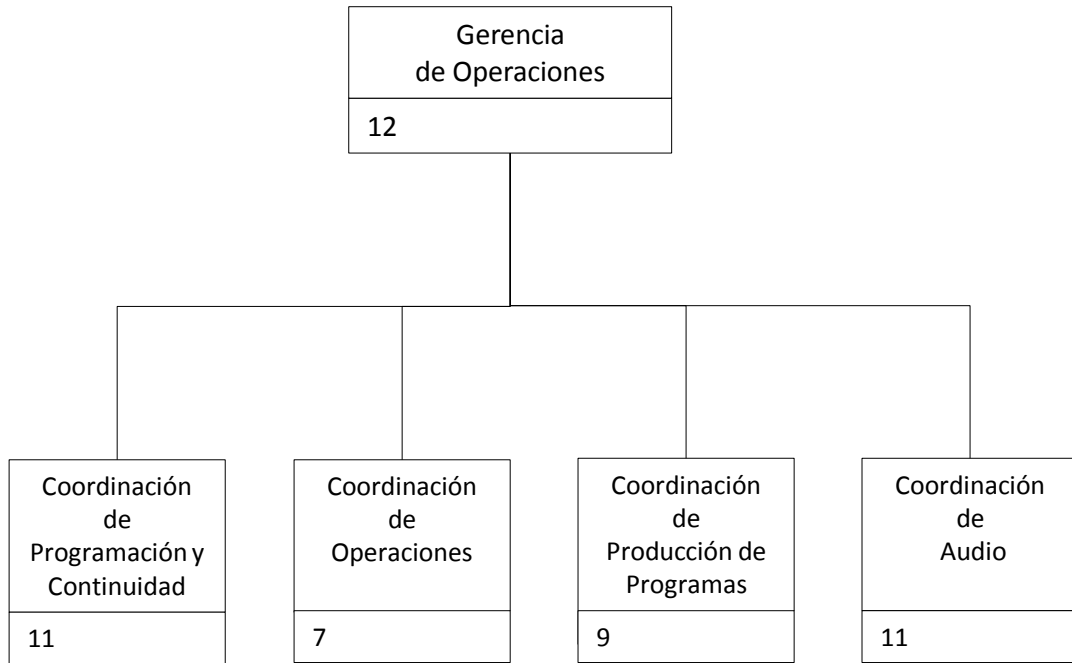 Gerencia
de Operaciones
12
Coordinación
de
Programación y
Continuidad
11
Coordinación
de
Operaciones
7
Coordinación
de
Producción de
Programas
9
Coordinación
de
Audio
11